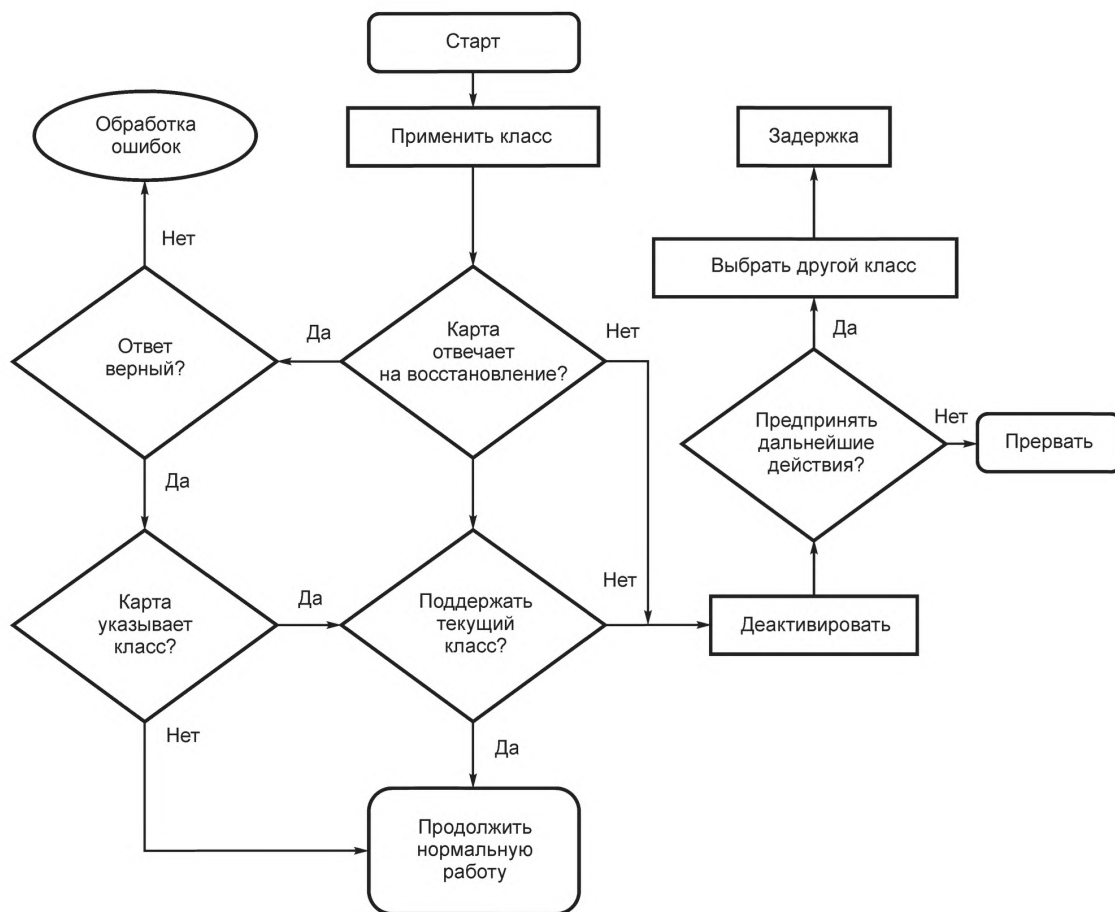 Старт
Обработка
ошибок
Применить класс
Задержка
Нет
Выбрать другой класс
Да
Ответ
верный?
Да
Карта
отвечает
на восстановление?
Нет
Предпринять
дальнейшие
действия?
Нет
Прервать
Да
Карта
указывает
класс?
Да
Поддержать
текущий
класс?
Нет
Деактивировать
Нет
Да
Продолжить
нормальную
работу